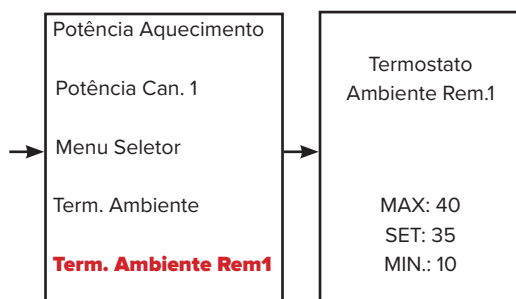 Potência Aquecimento
Potência Can. 1
Menu Seletor
Term. Ambiente
Term. Ambiente Rem1
Termostato
Ambiente Rem.1
MAX: 40
SET: 35
MIN.: 10